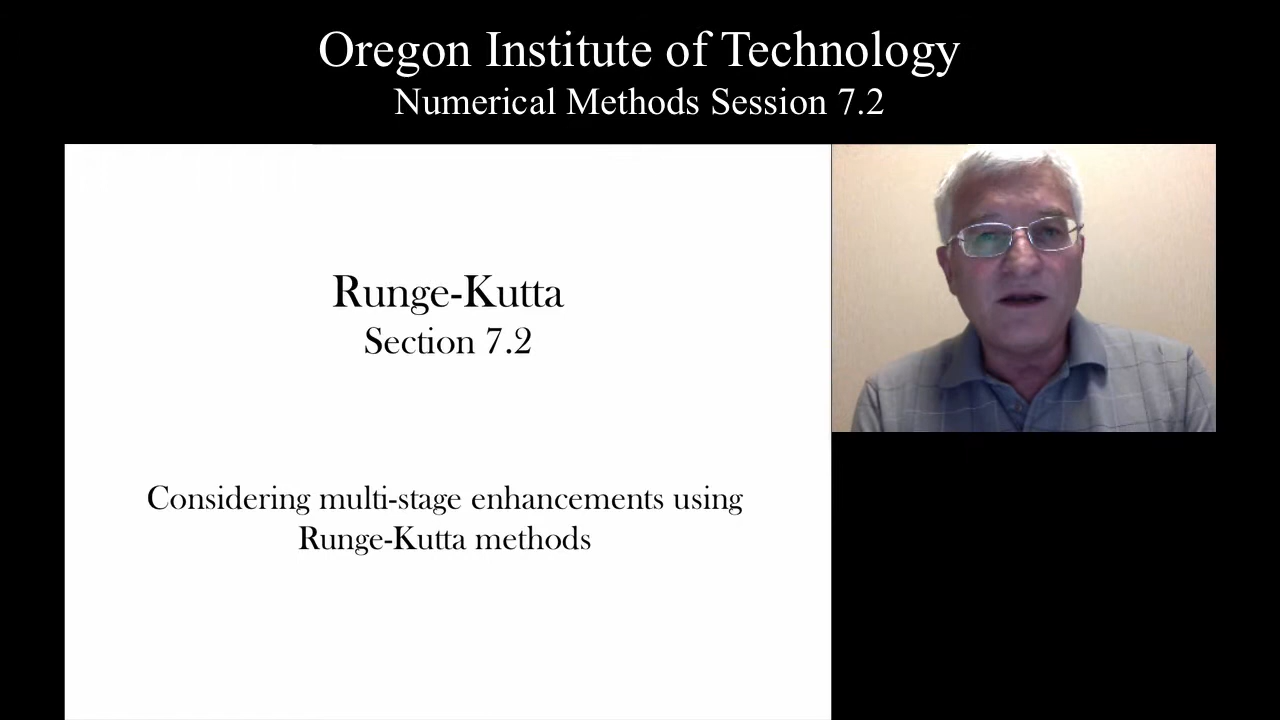 Oregon Institute of Technology
Numerical Methods Session 7.2
Runge-Kutta
Section 7.2
Considering multi-stage enhancements using
Runge-Kutta methods